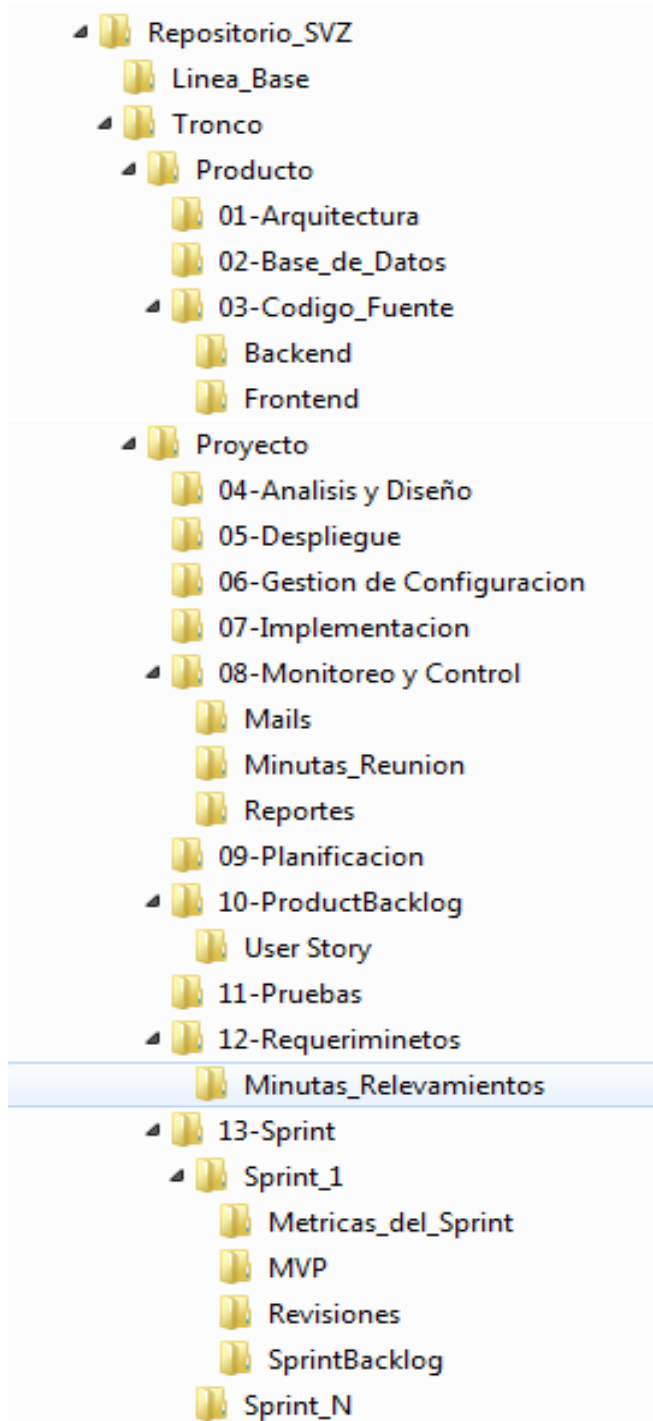 Repositorio_SVZ
Linea_Base
Tronco
Producto
01-Arquitectura
02-Base_de_Datos
03-Codigo_Fuente
Backend
Frontend
Proyecto
04-Analisis y Diseño
05-Despliegue
06-Gestion de Configuracion
07-Implementacion
08-Monitoreo y Control
Mails
Minutas_Reunion
Reportes
09-Planificacion
10-ProductBacklog
User Story
11-Pruebas
12-Requeriminetos
Minutas_Relevamientos
13-Sprint
Sprint_1
Metricas_del_Sprint
MVP
Revisiones
SprintBacklog
Sprint_N